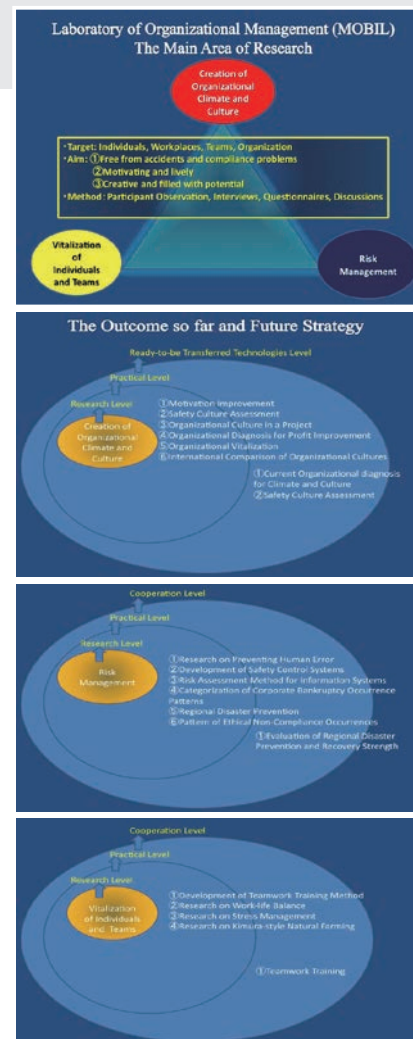 Laboratory of Organizational Management (MOBIL)
The Main Area of Research
Creation of
Organizational
Climate and
Culture
・Target: Individuals, Workplaces, Teams, Organization
・Aim: ①Free from accidents and compliance problems
②Motivating and lively
③Creative and filled with potential
・Method: Participant Observation, Interviews, Questionnaires, Discussions
Vitalization
of
Individuals
and Teams
Risk
Management
The Outcome so far and Future Strategy
Ready-to-be Transferred Technologies Level
Practical Level
Research Level
Creation of
Organizational
Climate and
Culture
①Motivation Improvement
②Safety Culture Assessment
③Organizational Culture in a Project
④Organizational Diagnosis for Profit Improvement
⑤Organizational Vitalization
⑥International Comparison of Organizational Cultures
①Current Organizational diagnosis
for Climate and Culture
②Safety Culture Assessment
Cooperation Level
Practical Level
Research Level
Risk
Management
①Research on Preventing Human Error
②Development of Safety Control Systems
③Risk Assessment Method for Information Systems
④Categorization of Corporate Bankruptcy Occurrence
Patterns
⑤Regional Disaster Prevention
⑥Pattern of Ethical Non-Compliance Occurrences
①Evaluation of Regional Disaster
Prevention and Recovery Strength
Cooperation Level
Practical Level
Research Level
Vitalization
of Individuals
and Teams
①Development of Teamwork Training Method
②Research on Work-life Balance
③Research on Stress Management
④Research on Kimura-style Natural Farming
①Teamwork Training